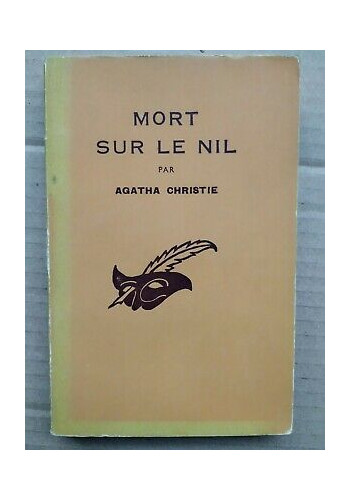 MORT
SUR LE NIL
PAR
AGATHA CHRISTIE